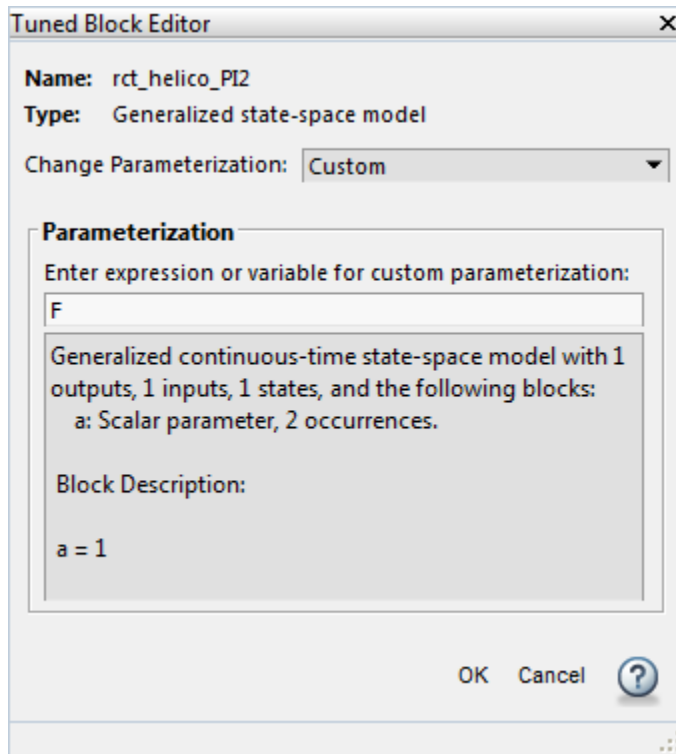 Tuned Block Editor
Name: rct_helico_PI2
Type: Generalized state-space model
Change Parameterization: Custom
Parameterization
Enter expression or variable for custom parameterization:
F
Generalized continuous-time state-space model with 1
outputs, 1 inputs, 1 states, and the following blocks:
a: Scalar parameter, 2 occurrences.
Block Description:
a = 1
OK Cancel ?